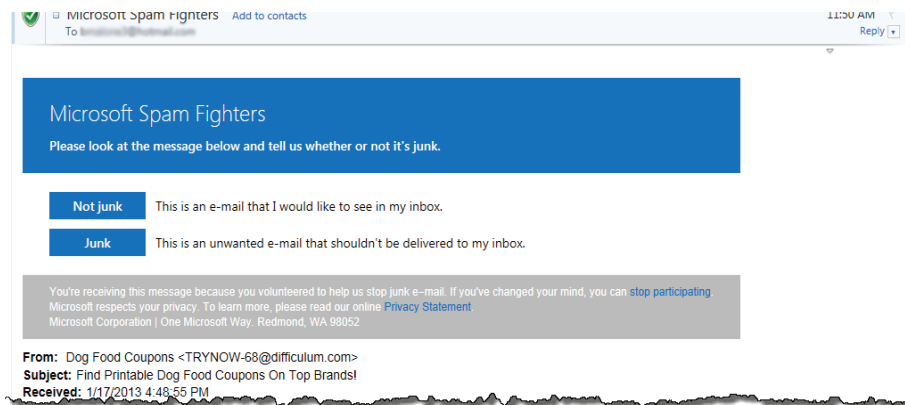 Microsoft Spam Fighters Add to contacts 11:50 AM
To Reply
Microsoft Spam Fighters
Please look at the message below and tell us whether or not it's junk.
Not junk This is an e-mail that I would like to see in my inbox.
Junk This is an unwanted e-mail that shouldn't be delivered to my inbox.
You're receiving this message because you volunteered to help us stop junk e-mail. If you've changed your mind, you can stop participating.
Microsoft respects your privacy. To learn more, please read our online Privacy Statement.
Microsoft Corporation | One Microsoft Way. Redmond, WA 98052
From: Dog Food Coupons <TRYNOW-68@difficulum.com>
Subject: Find Printable Dog Food Coupons On Top Brands!
Received: 1/17/2013 4:48:55 PM